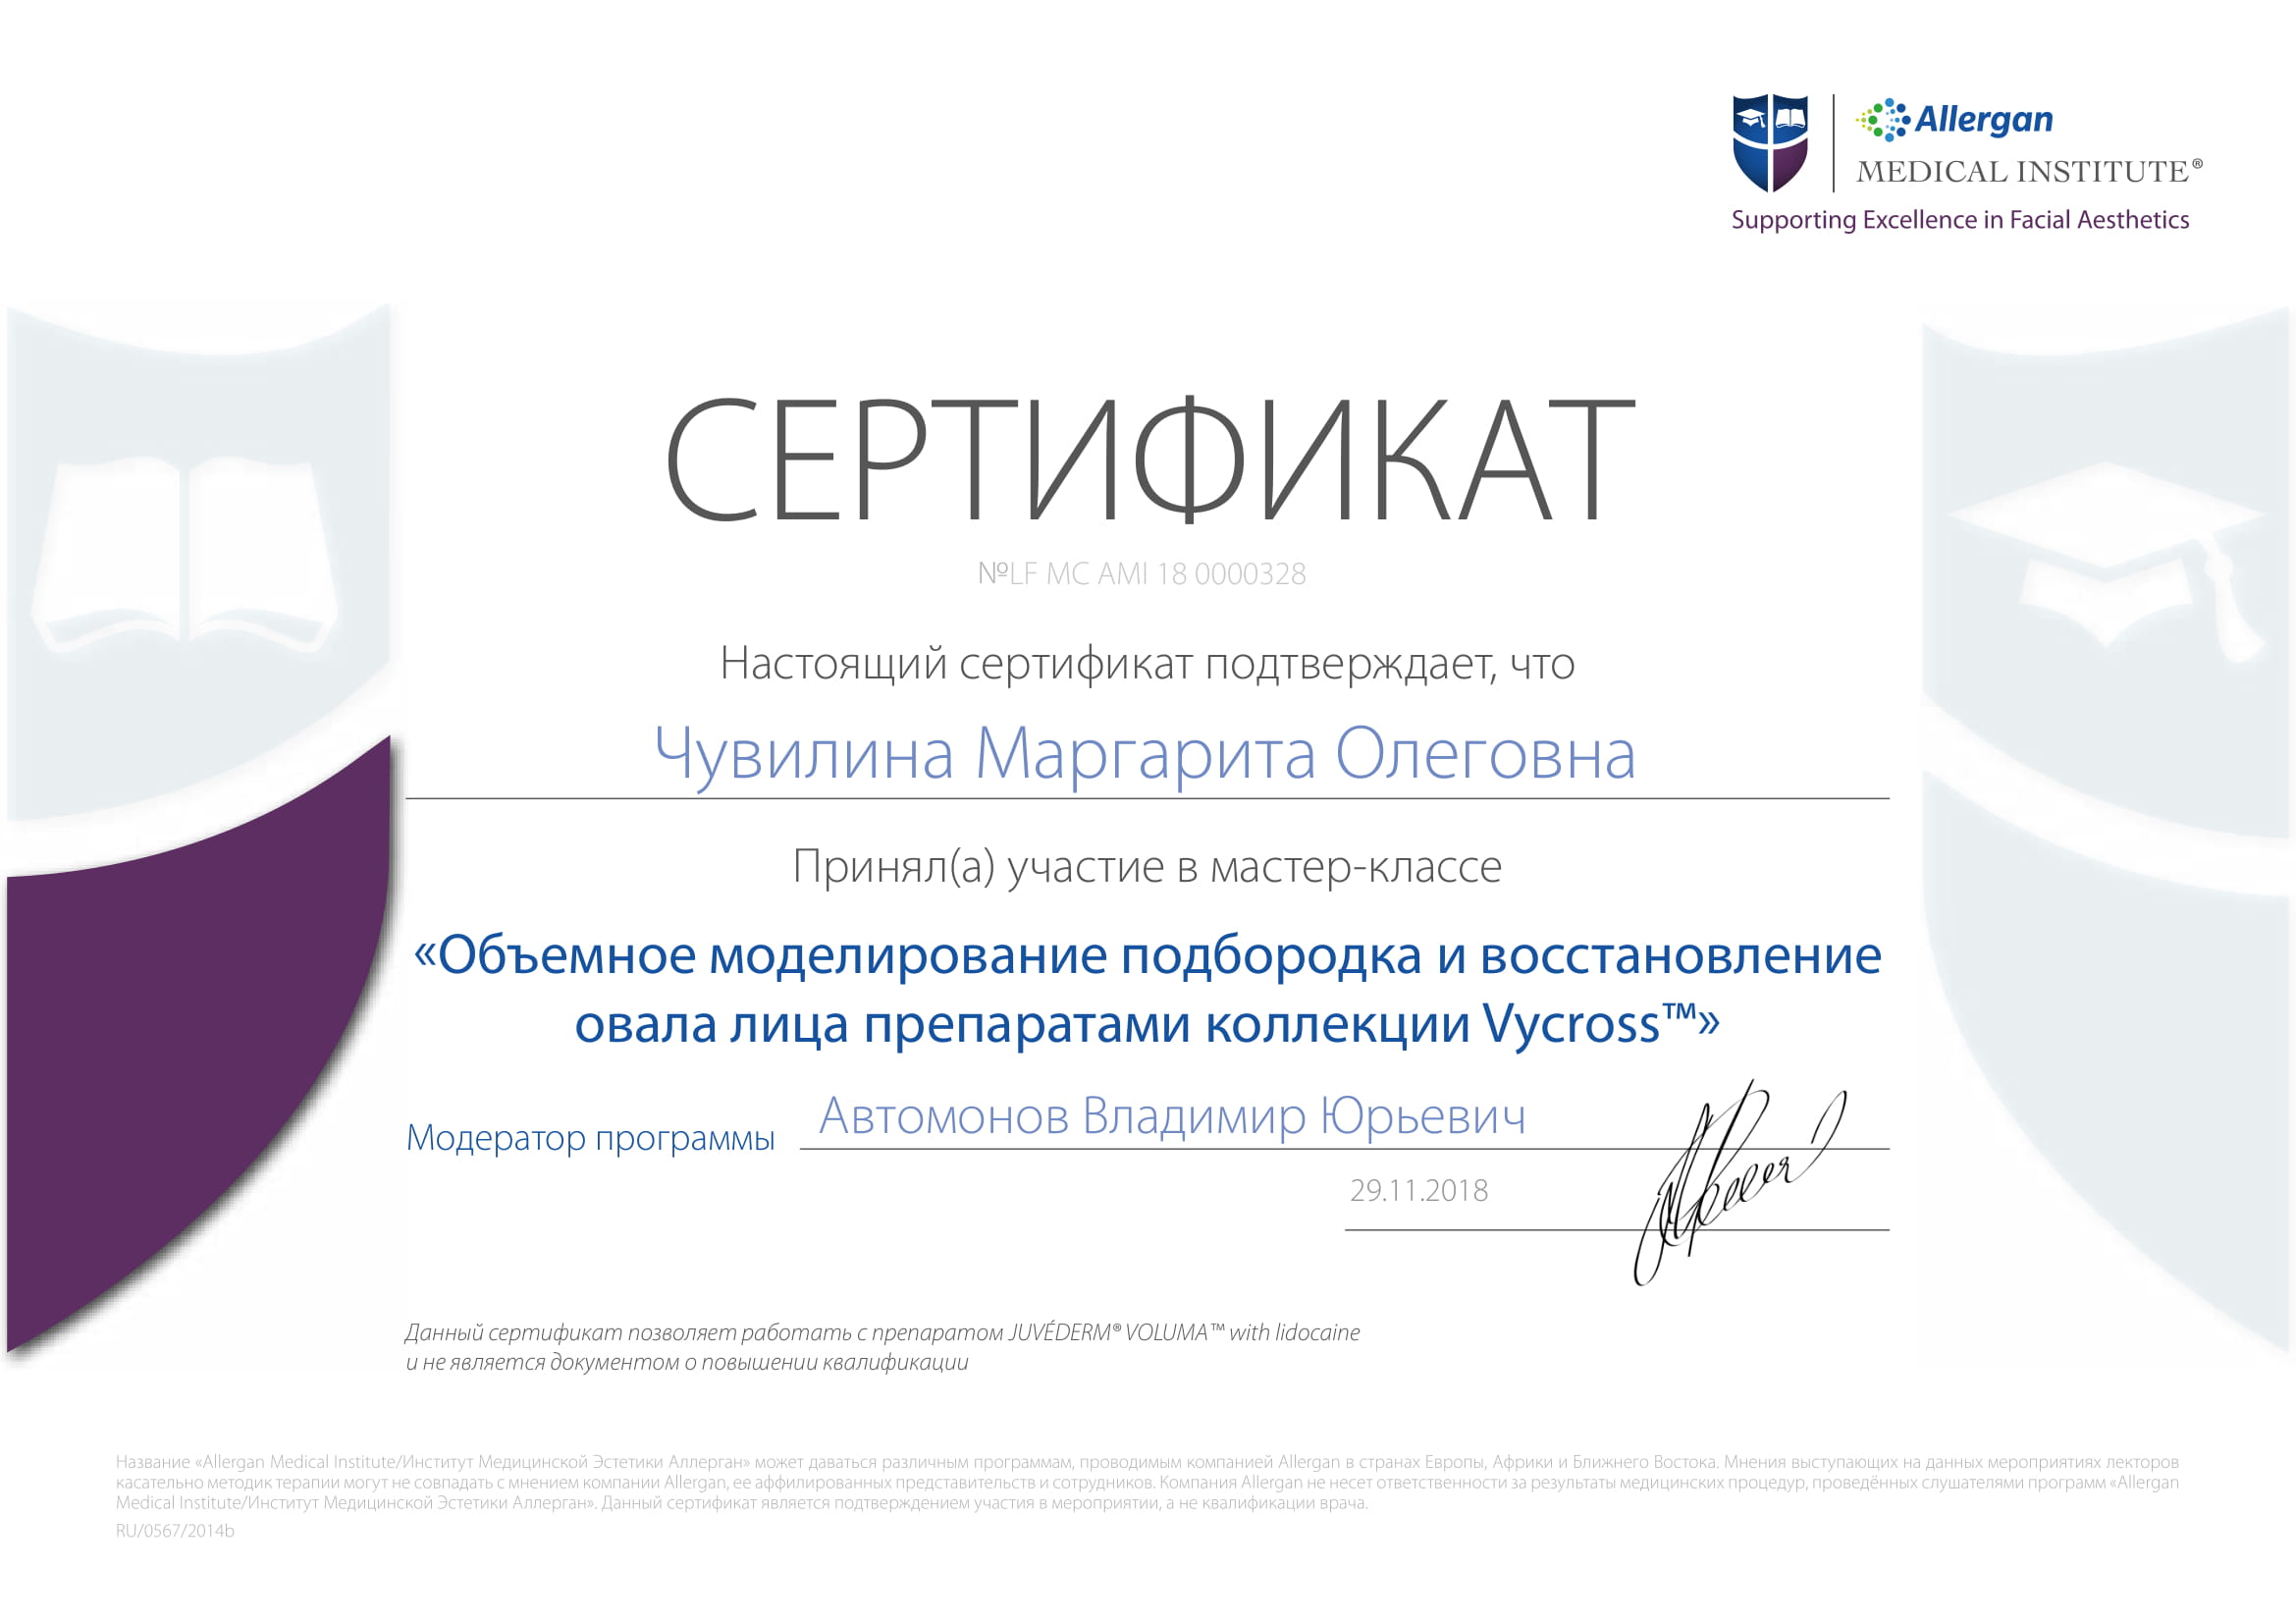 Allergan
MEDICAL INSTITUTE®
Supporting Excellence in Facial Aesthetics
СЕРТИФИКАТ
№LF MC AMI 18 0000328
Настоящий сертификат подтверждает, что
Чувилина Маргарита Олеговна
Принял(а) участие в мастер-классе
«Объемное моделирование подбородка и восстановление
овала лица препаратами коллекции Vycross™»
Модератор программы Автомонов Владимир Юрьевич
29.11.2018
Данный сертификат позволяет работать с препаратом JUVÉDERM® VOLUMA™ with lidocaine
и не является документом о повышении квалификации
Название «Allergan Medical Institute/Институт Медицинской Эстетики Аллерган» может даваться различным программам, проводимым компанией Allergan в странах Европы, Африки и Ближнего Востока. Мнения выступающих на данных мероприятиях лекторов
касательно методик терапии могут не совпадать с мнением компании Allergan, ее аффилированных представительств и сотрудников. Компания Allergan не несет ответственности за результаты медицинских процедур, проведённых слушателями программ «Allergan
Medical Institute/Институт Медицинской Эстетики Аллерган». Данный сертификат является подтверждением участия в мероприятии, а не квалификации врача.
RU/0567/2014b